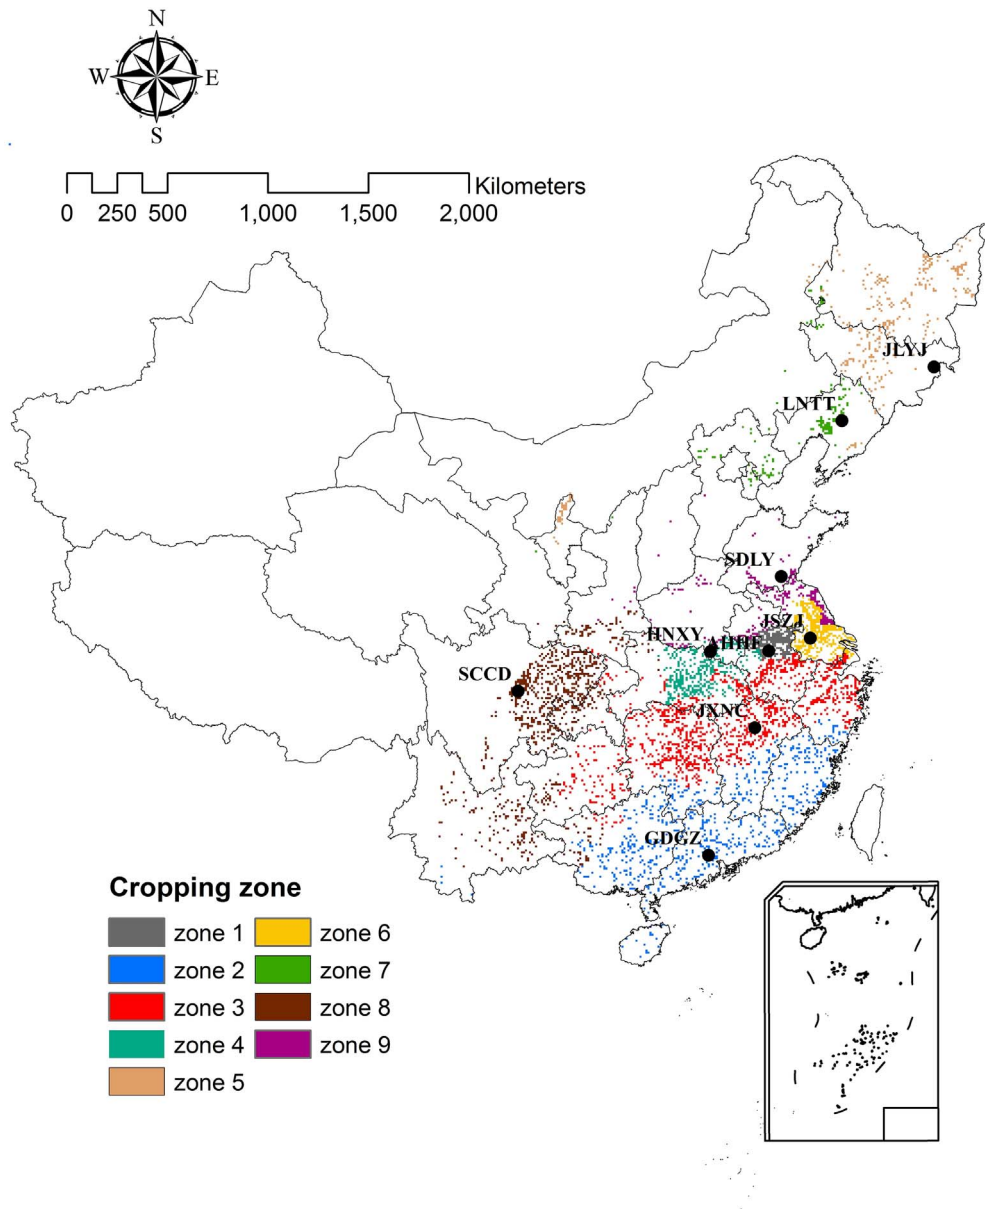 N
W E
S
Kilometers
0 250 500 1,000 1,500 2,000
JLYJ
LNTT
SDLY
JSZJ
HNXY
AHHF
SCCD
JXNC
GDGZ
Cropping zone
zone 1
zone 2
zone 3
zone 4
zone 5
zone 6
zone 7
zone 8
zone 9